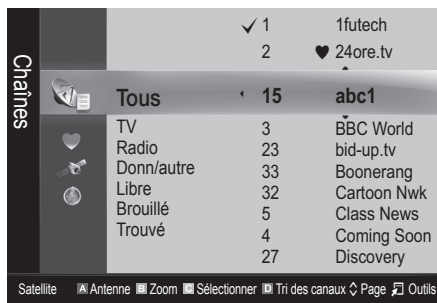 Chaînes
✓ 1 1futech
2 ♥ 24ore.tv
Tous 15 abc1
TV 3 BBC World
Radio 23 bid-up.tv
Donn/autre 33 Boonerang
Libre 32 Cartoon Nwk
Brouillé 5 Class News
Trouvé 4 Coming Soon
27 Discovery
Satellite A Antenne B Zoom C Sélectionner D Tri des canaux Page Outils